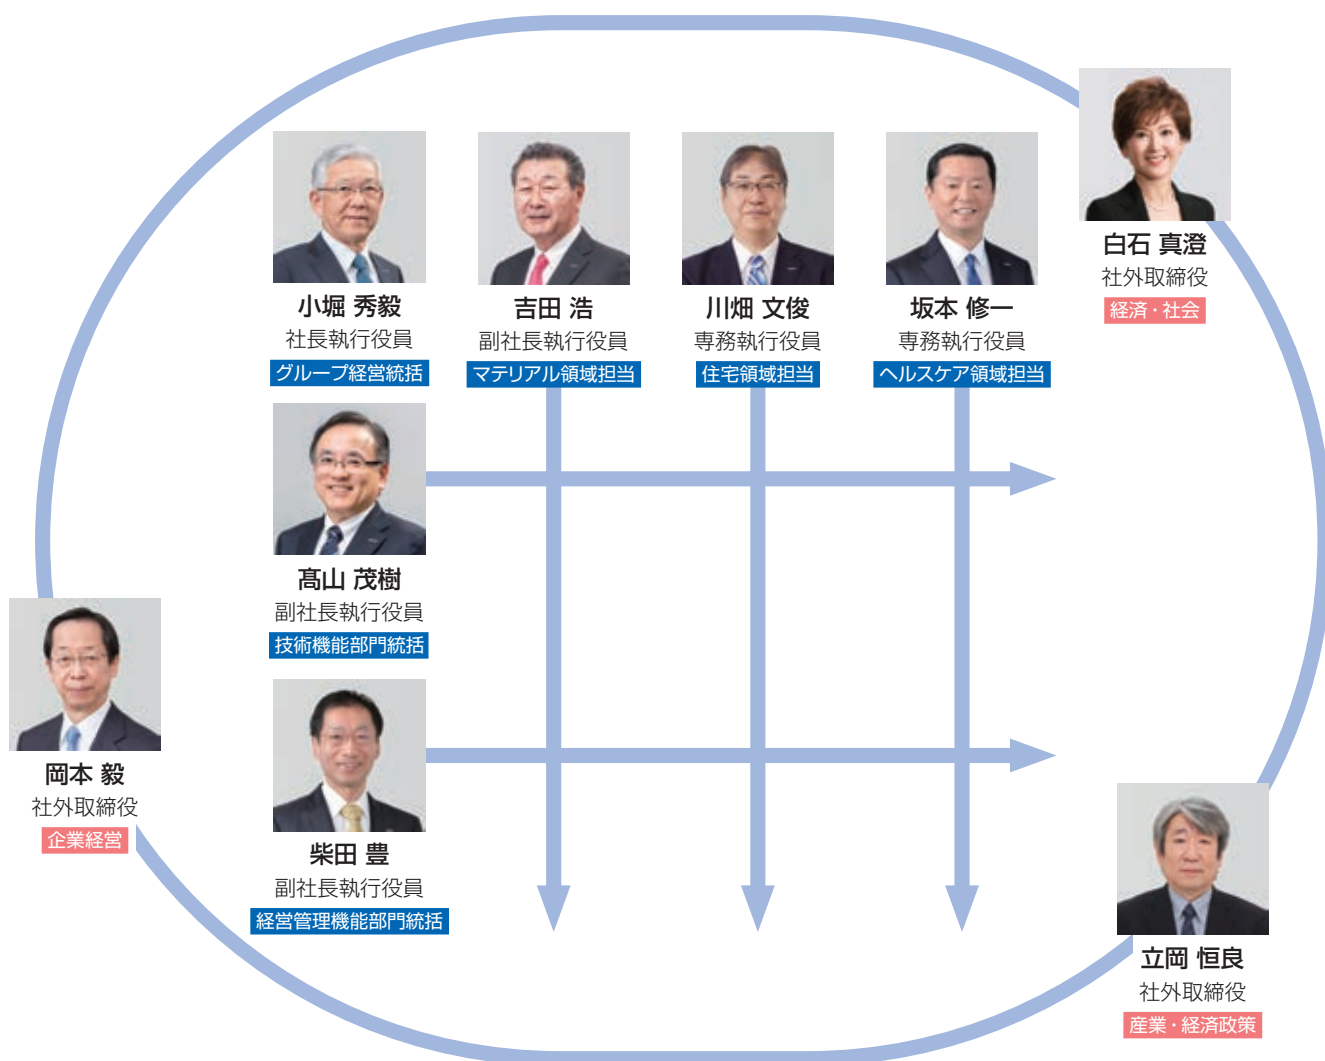 白石 真澄
社外取締役
経済・社会
小堀 秀毅
社長執行役員
グループ経営統括
吉田 浩
副社長執行役員
マテリアル領域担当
川畑 文俊
専務執行役員
住宅領域担当
坂本 修一
専務執行役員
ヘルスケア領域担当
髙山 茂樹
副社長執行役員
技術機能部門統括
岡本 毅
社外取締役
企業経営
柴田 豊
副社長執行役員
経営管理機能部門統括
立岡 恒良
社外取締役
産業・経済政策